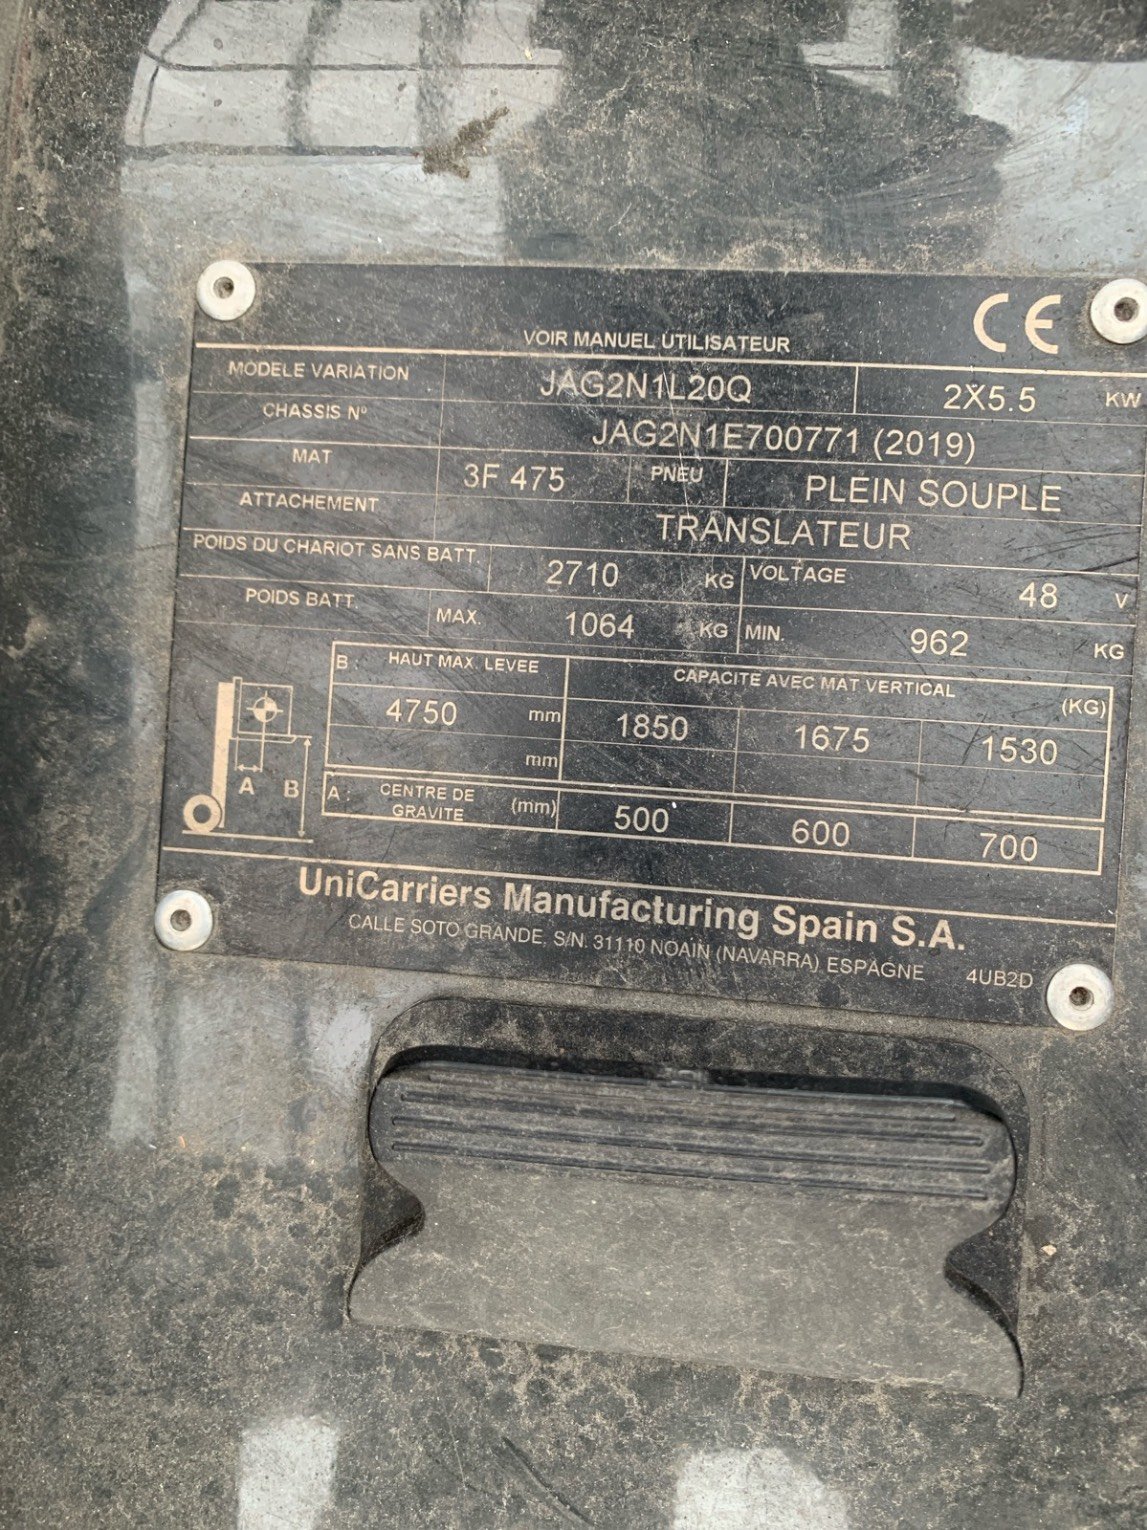 CE
VOIR MANUEL UTILISATEUR
MODELE VARIATION JAG2N1L20Q 2X5.5 KW
CHASSIS Nº JAG2N1E700771 (2019)
MAT 3F 475 PNEU PLEIN SOUPLE
ATTACHEMENT TRANSLATEUR
POIDS DU CHARIOT SANS BATT. 2710 KG VOLTAGE 48 V
POIDS BATT. MAX. 1064 KG MIN. 962 KG
B : HAUT MAX. LEVEE CAPACITE AVEC MAT VERTICAL (KG)
4750 mm 1850 1675 1530
mm
A B
A : CENTRE DE GRAVITE (mm) 500 600 700
UniCarriers Manufacturing Spain S.A.
CALLE SOTO GRANDE, S/N. 31110 NOAIN (NAVARRA) ESPAGNE 4UB2D